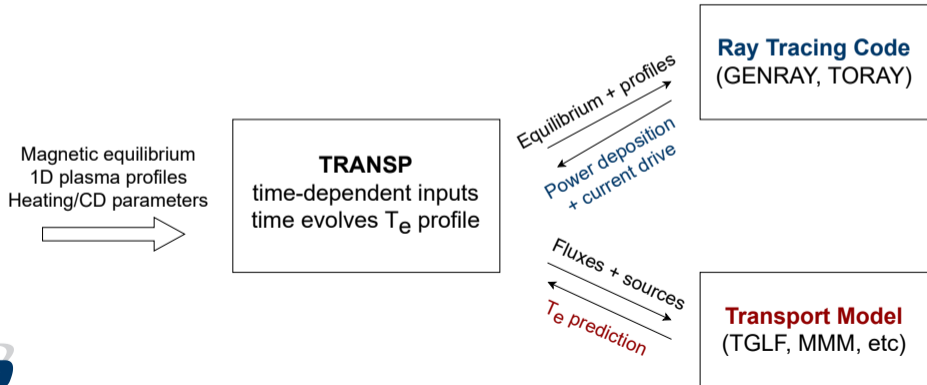 Magnetic equilibrium
1D plasma profiles
Heating/CD parameters
TRANSP
time-dependent inputs
time evolves Te profile
Equilibrium + profiles
Power deposition
+ current drive
Ray Tracing Code
(GENRAY, TORAY)
Fluxes + sources
Te prediction
Transport Model
(TGLF, MMM, etc)